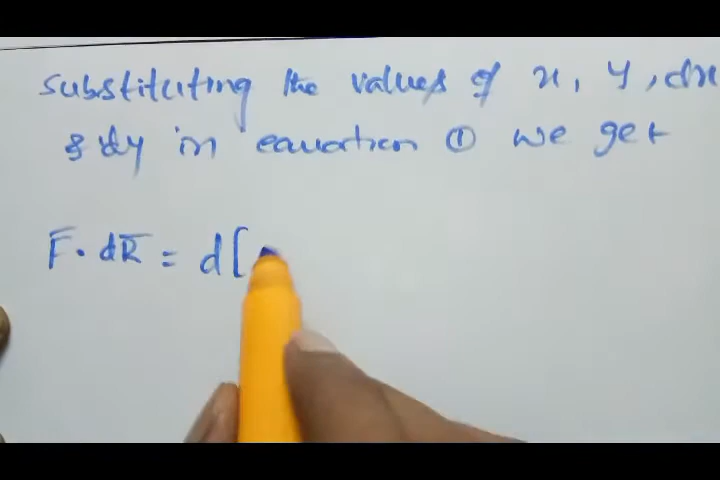 substituting the values of x, y, dx
& dy in equation ① we get
F̅ · dR̅ = d[